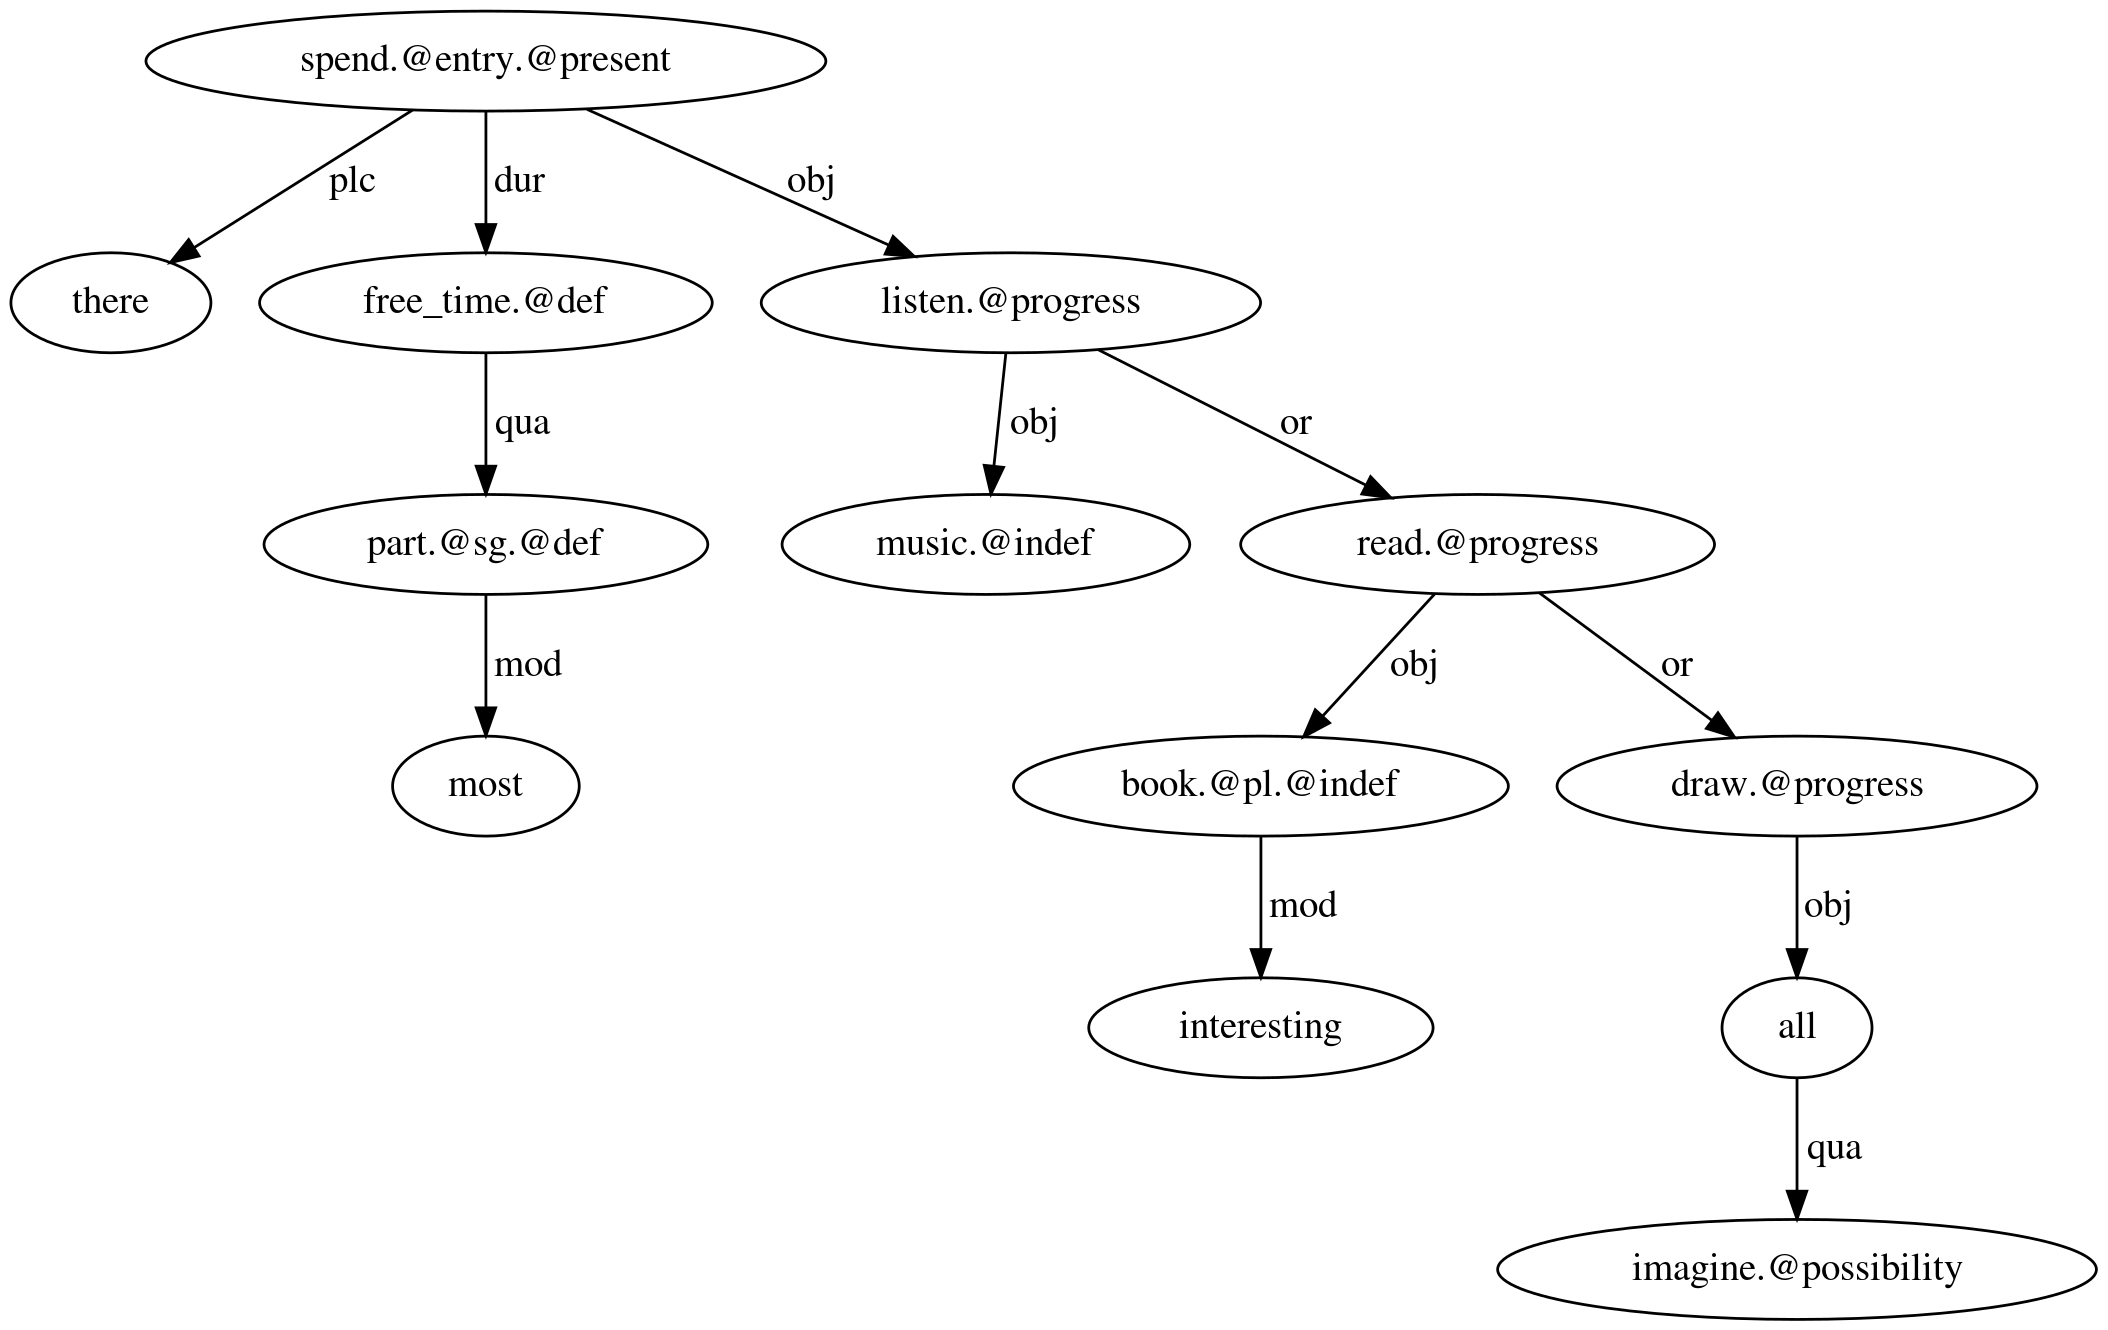 spend.@entry.@present
plc
dur
obj
there
free_time.@def
listen.@progress
qua
obj
or
part.@sg.@def
music.@indef
read.@progress
mod
obj
or
most
book.@pl.@indef
draw.@progress
mod
obj
interesting
all
qua
imagine.@possibility